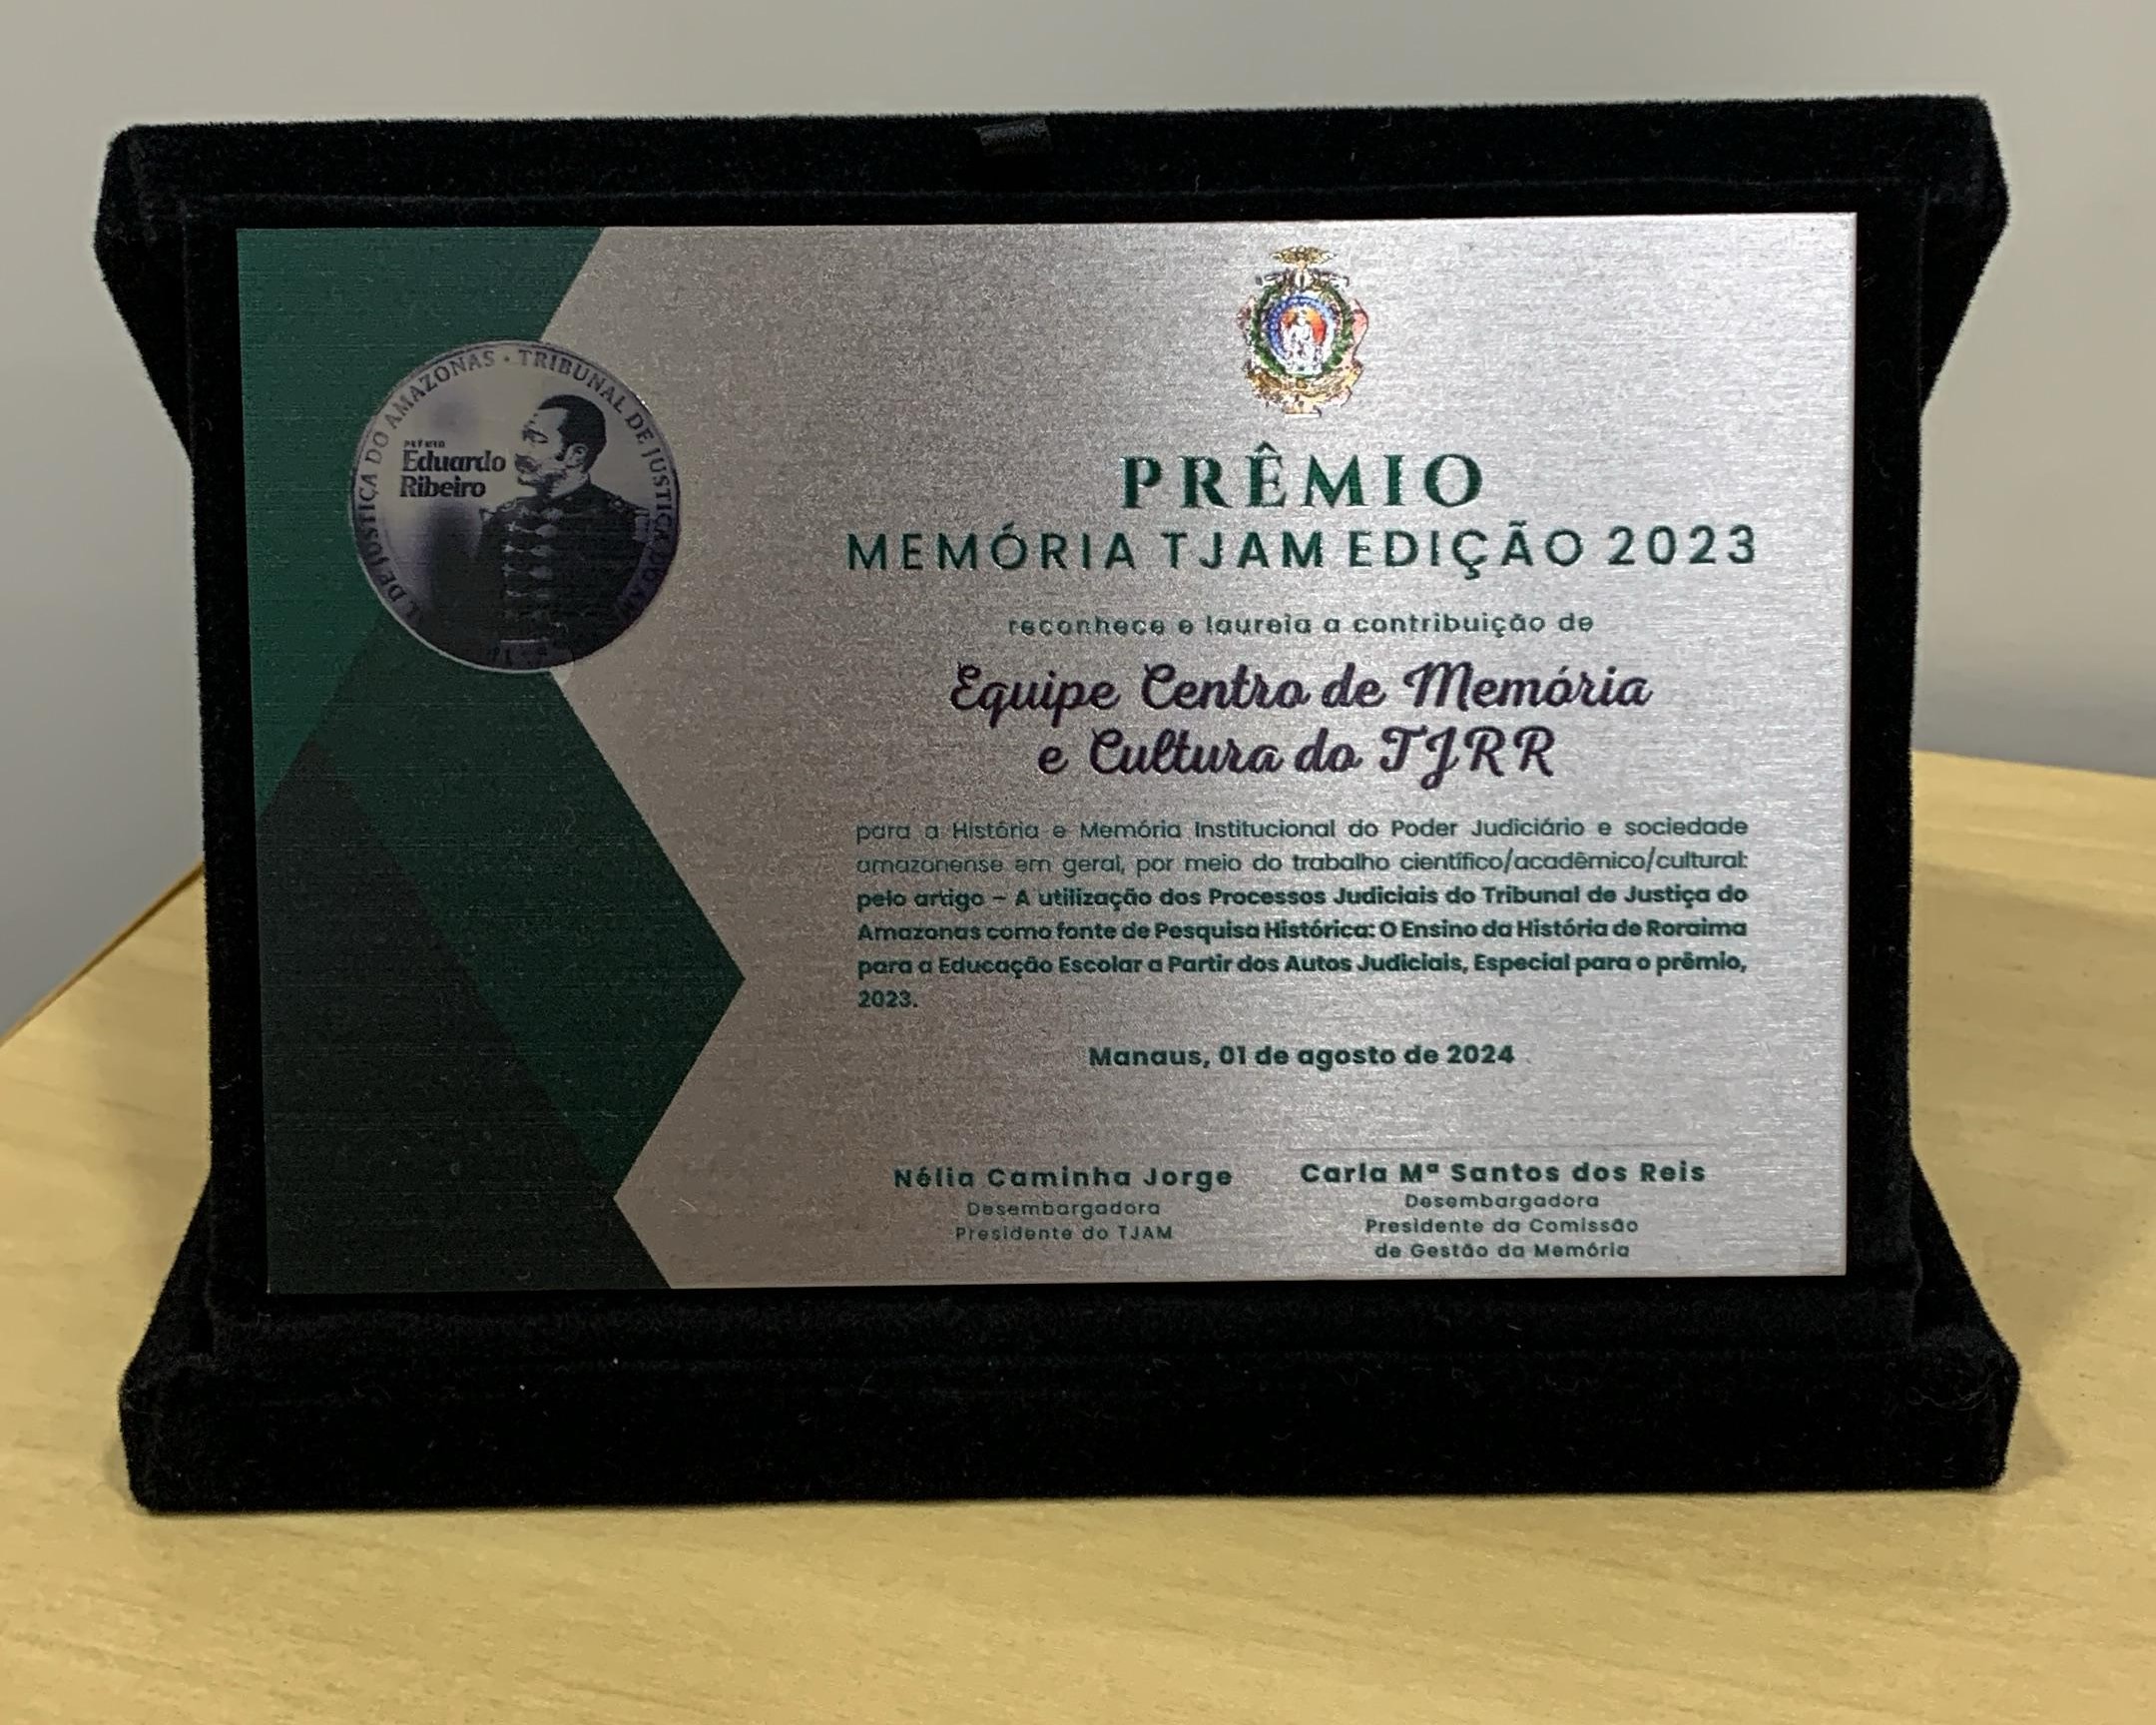 TRIBUNAL DE JUSTIÇA DO AMAZONAS
Eduardo
Ribeiro
PRÊMIO
MEMÓRIA TJAM EDIÇÃO 2023
reconhece e laureia a contribuição de
Equipe Centro de Memória
e Cultura do TJRR
para a História e Memória Institucional do Poder Judiciário e sociedade
amazonense em geral, por meio do trabalho científico/acadêmico/cultural:
pelo artigo – A utilização dos Processos Judiciais do Tribunal de Justiça do
Amazonas como fonte de Pesquisa Histórica: O Ensino da História de Roraima
para a Educação Escolar a Partir dos Autos Judiciais, Especial para o prêmio,
2023.
Manaus, 01 de agosto de 2024
Nélia Caminha Jorge
Desembargadora
Presidente do TJAM
Carla Mª Santos dos Reis
Desembargadora
Presidente da Comissão
de Gestão da Memória